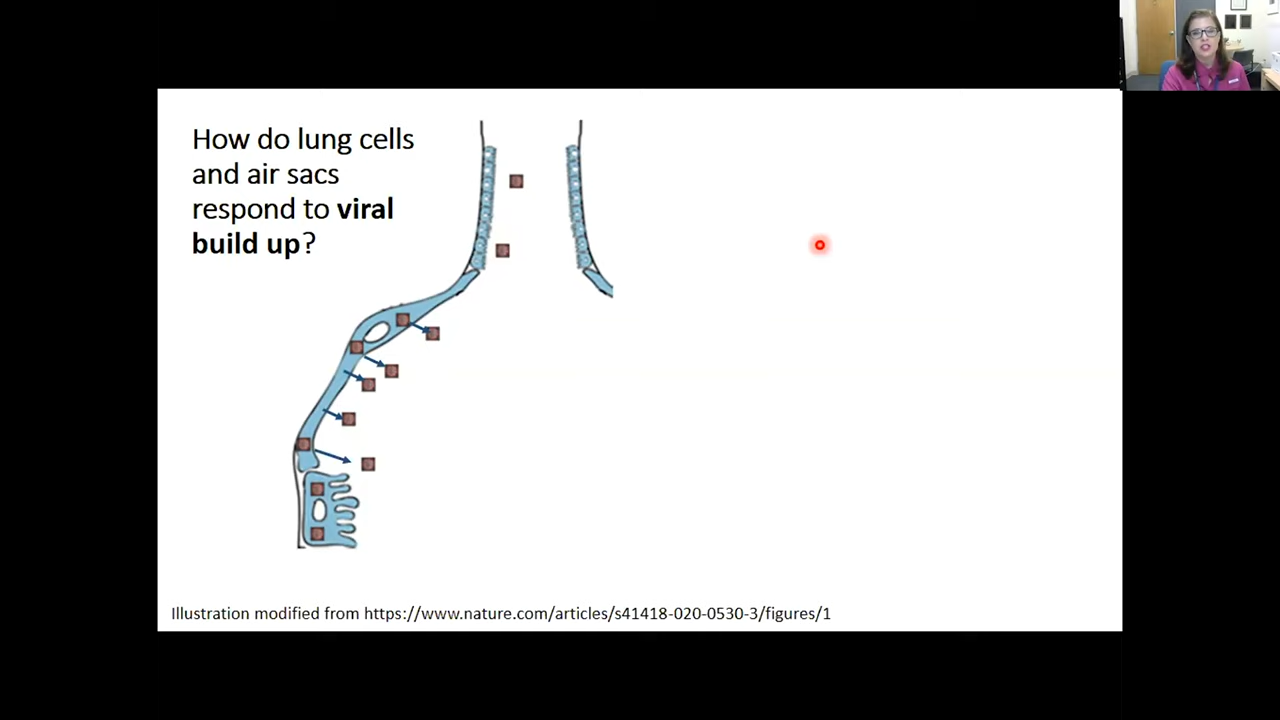 How do lung cells
and air sacs
respond to viral
build up?
Illustration modified from https://www.nature.com/articles/s41418-020-0530-3/figures/1